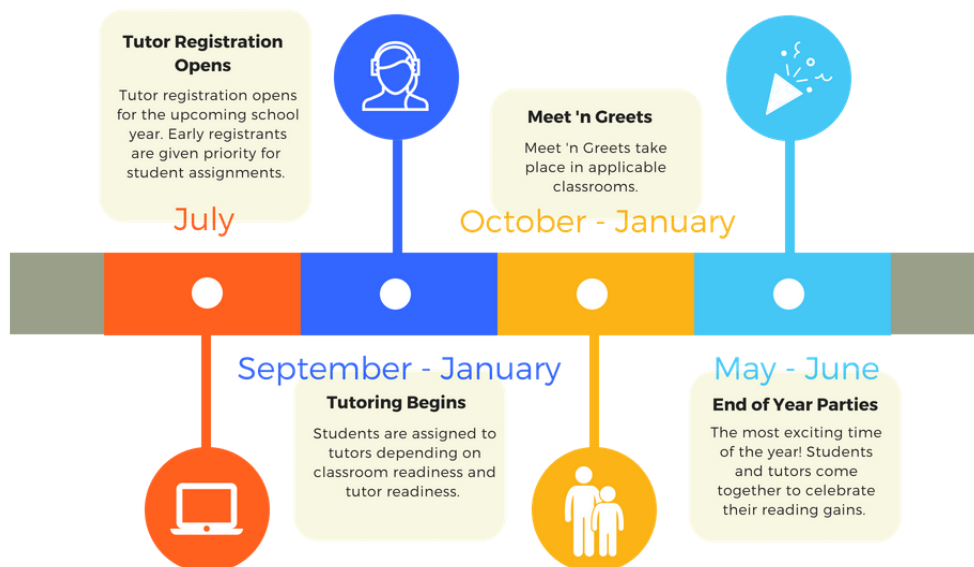 Tutor Registration
Opens
Tutor registration opens
for the upcoming school
year. Early registrants
are given priority for
student assignments.
July
September - January
Tutoring Begins
Students are assigned to
tutors depending on
classroom readiness and
tutor readiness.
Meet 'n Greets
Meet 'n Greets take
place in applicable
classrooms.
October - January
May - June
End of Year Parties
The most exciting time
of the year! Students
and tutors come
together to celebrate
their reading gains.